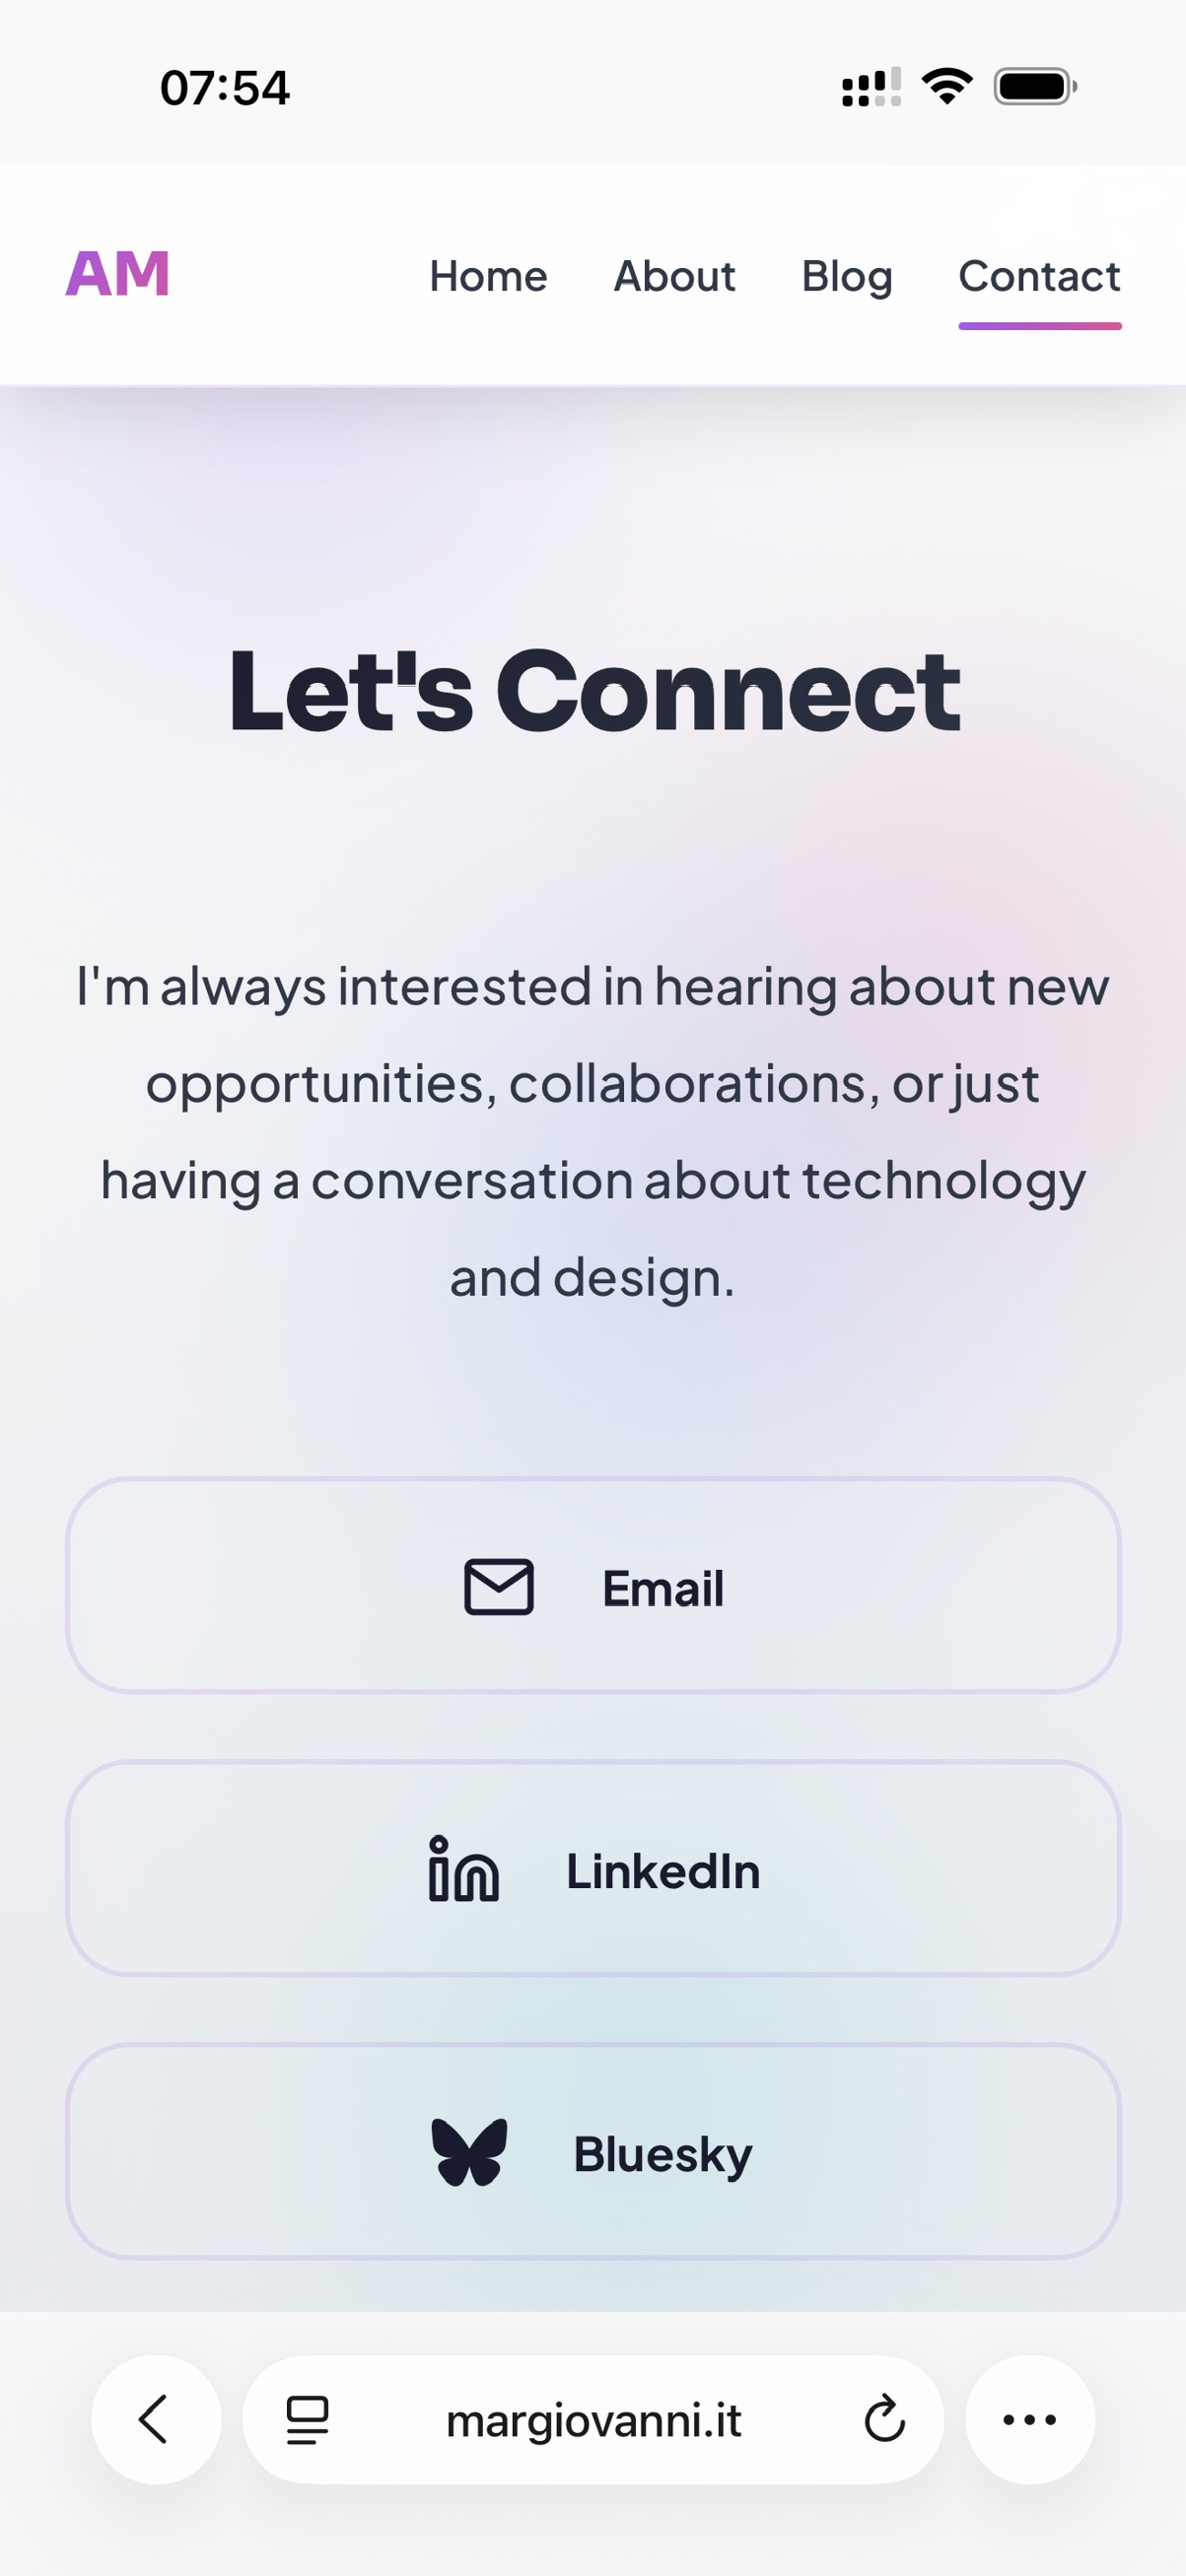 07:54
AM
Home About Blog Contact
Let's Connect
I'm always interested in hearing about new
opportunities, collaborations, or just
having a conversation about technology
and design.
Email
LinkedIn
Bluesky
margiovanni.it